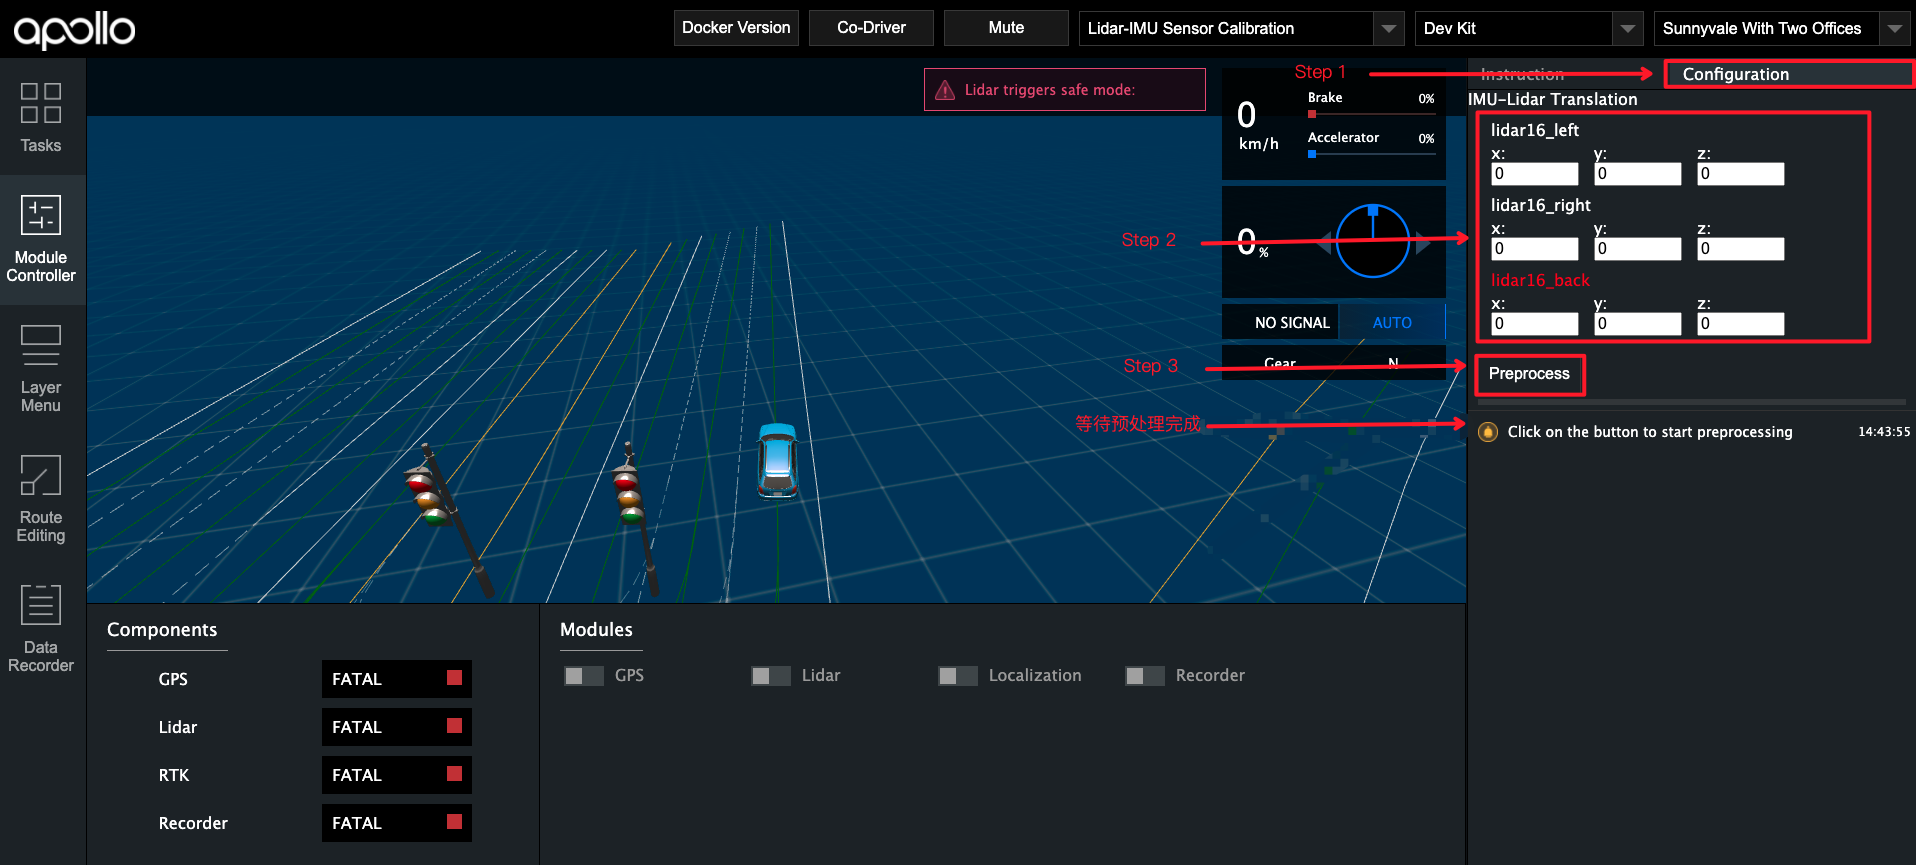 apollo
Docker Version
Co-Driver
Mute
Lidar-IMU Sensor Calibration
Dev Kit
Sunnyvale With Two Offices
Tasks
Module
Controller
Layer
Menu
Route
Editing
Data
Recorder
Lidar triggers safe mode:
0
km/h
Brake
0%
Accelerator
0%
0
%
NO SIGNAL
AUTO
Gear
N
Step 1
Step 2
Step 3
等待预处理完成
Instruction
Configuration
IMU-Lidar Translation
lidar16_left
x: y: z:
0 0 0
lidar16_right
x: y: z:
0 0 0
lidar16_back
x: y: z:
0 0 0
Preprocess
Click on the button to start preprocessing 14:43:55
Components
GPS FATAL
Lidar FATAL
RTK FATAL
Recorder FATAL
Modules
GPS Lidar Localization Recorder